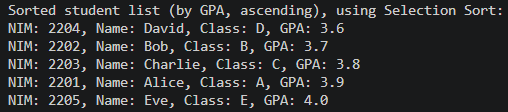 Sorted student list (by GPA, ascending), using Selection Sort:
NIM: 2204, Name: David, Class: D, GPA: 3.6
NIM: 2202, Name: Bob, Class: B, GPA: 3.7
NIM: 2203, Name: Charlie, Class: C, GPA: 3.8
NIM: 2201, Name: Alice, Class: A, GPA: 3.9
NIM: 2205, Name: Eve, Class: E, GPA: 4.0